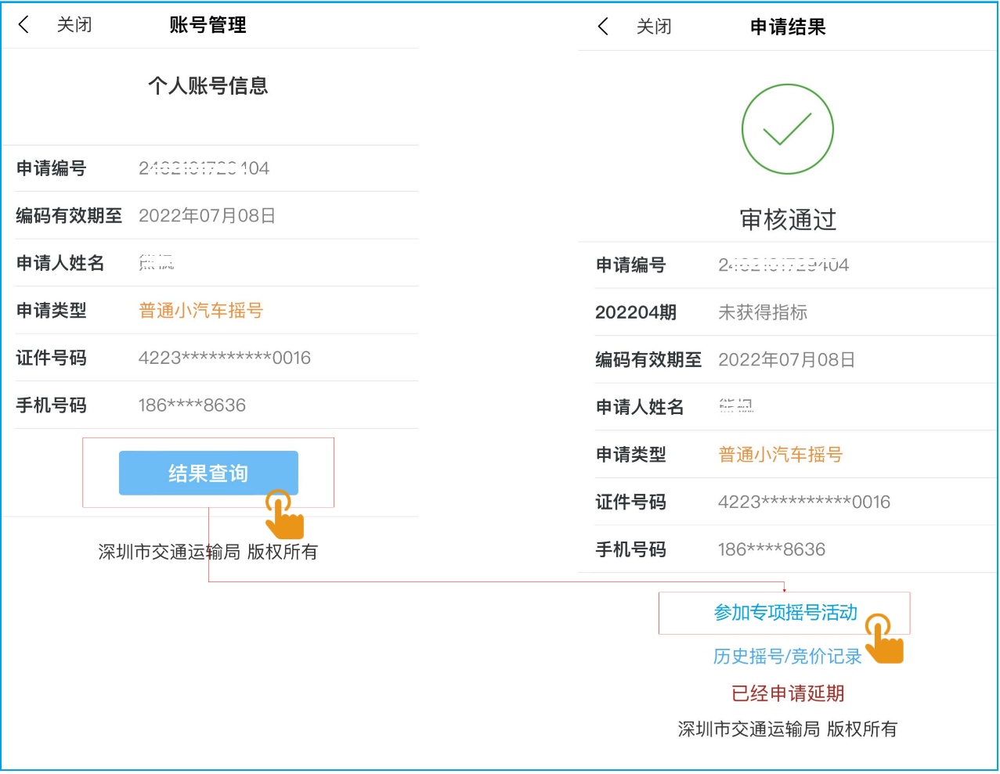 关闭 账号管理
个人账号信息
申请编号
编码有效期至 2022年07月08日
申请人姓名
申请类型 普通小汽车摇号
证件号码 4223**********0016
手机号码 186****8636
结果查询
深圳市交通运输局 版权所有
关闭 申请结果
审核通过
申请编号
202204期 未获得指标
编码有效期至 2022年07月08日
申请人姓名
申请类型 普通小汽车摇号
证件号码 4223**********0016
手机号码 186****8636
参加专项摇号活动
历史摇号/竞价记录
已经申请延期
深圳市交通运输局 版权所有